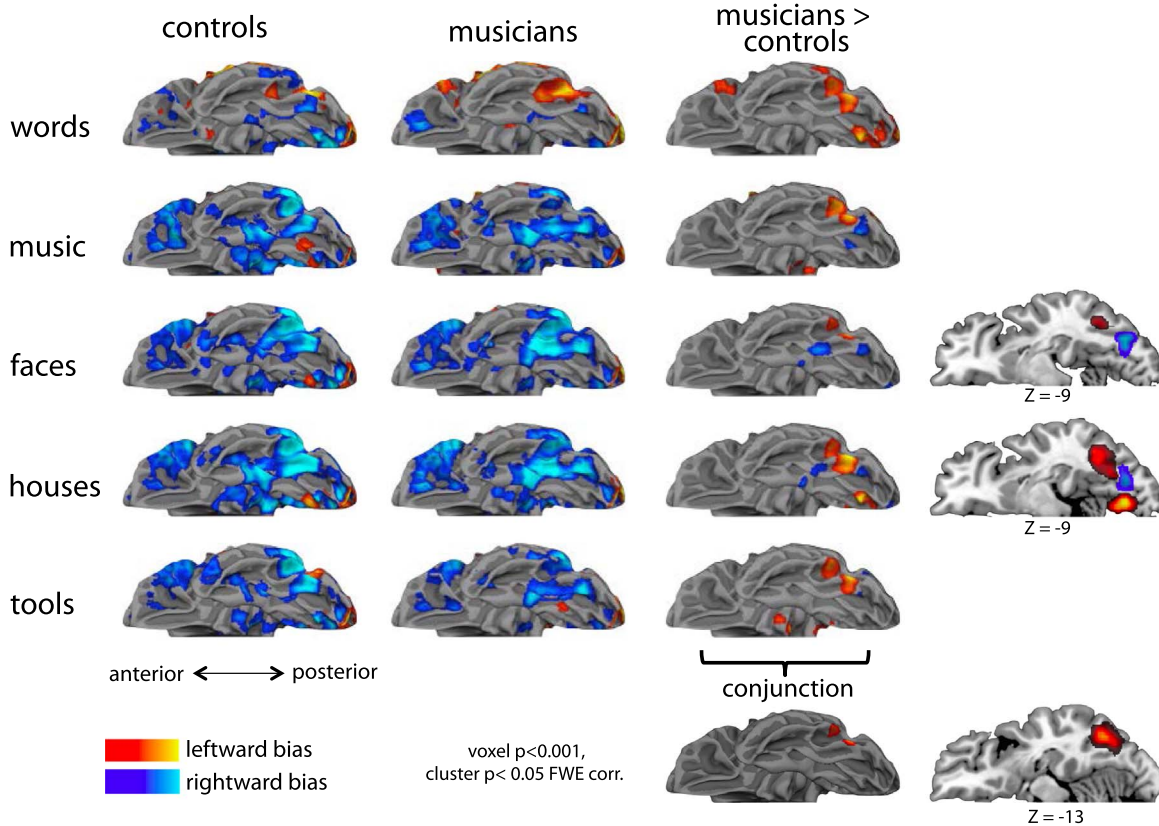 controls
musicians
musicians >
controls
words
music
faces
Z = -9
houses
Z = -9
tools
anterior
posterior
conjunction
leftward bias
rightward bias
voxel p<0.001,
cluster p< 0.05 FWE corr.
Z = -13